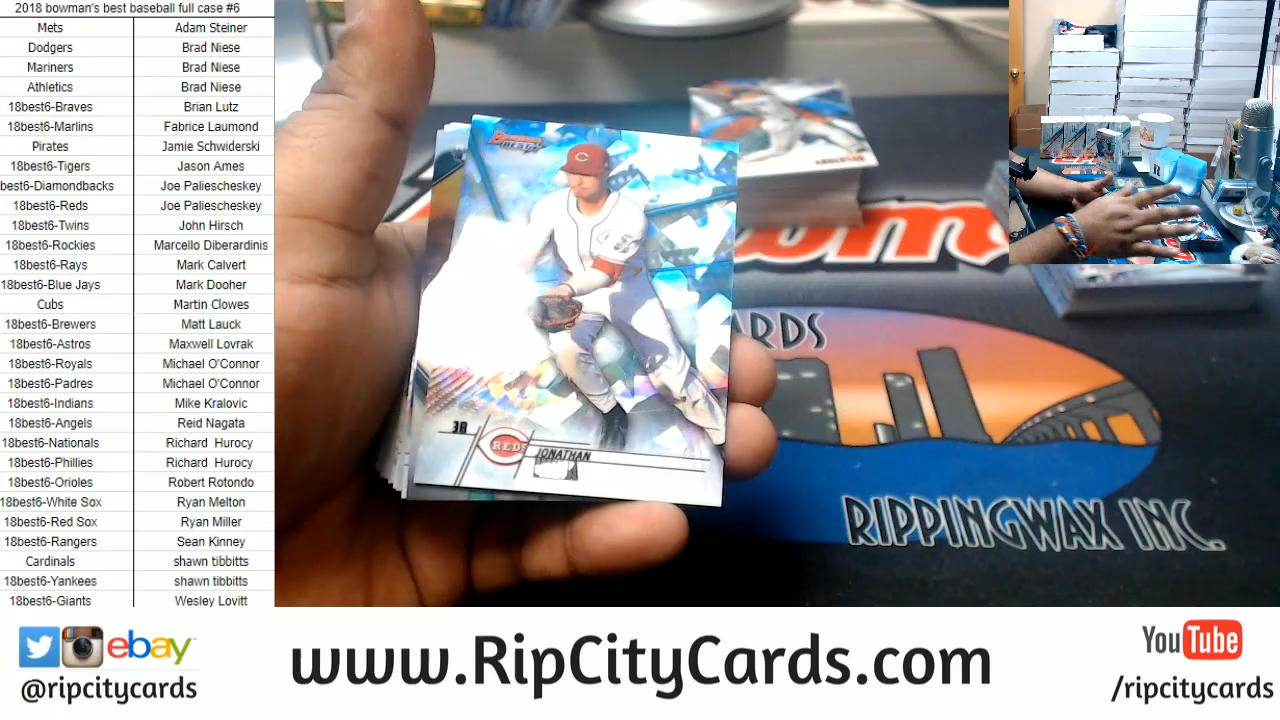 2018 bowman's best baseball full case #6
Mets Adam Steiner
Dodgers Brad Niese
Mariners Brad Niese
Athletics Brad Niese
18best6-Braves Brian Lutz
18best6-Marlins Fabrice Laumond
Pirates Jamie Schwiderski
18best6-Tigers Jason Ames
best6-Diamondbacks Joe Paliescheskey
18best6-Reds Joe Paliescheskey
18best6-Twins John Hirsch
18best6-Rockies Marcello Diberardinis
18best6-Rays Mark Calvert
18best6-Blue Jays Mark Dooher
Cubs Martin Clowes
18best6-Brewers Matt Lauck
18best6-Astros Maxwell Lovrak
18best6-Royals Michael O'Connor
18best6-Padres Michael O'Connor
18best6-Indians Mike Kralovic
18best6-Angels Reid Nagata
18best6-Nationals Richard Hurocy
18best6-Phillies Richard Hurocy
18best6-Orioles Robert Rotondo
18best6-White Sox Ryan Melton
18best6-Red Sox Ryan Miller
18best6-Rangers Sean Kinney
Cardinals shawn tibbitts
18best6-Yankees shawn tibbitts
18best6-Giants Wesley Lovitt
BEST
C
3B
REDS
JONATHAN
ARDS
RIPPINGWAX INC.
ebay
@ripcitycards
www.RipCityCards.com
YouTube
/ripcitycards